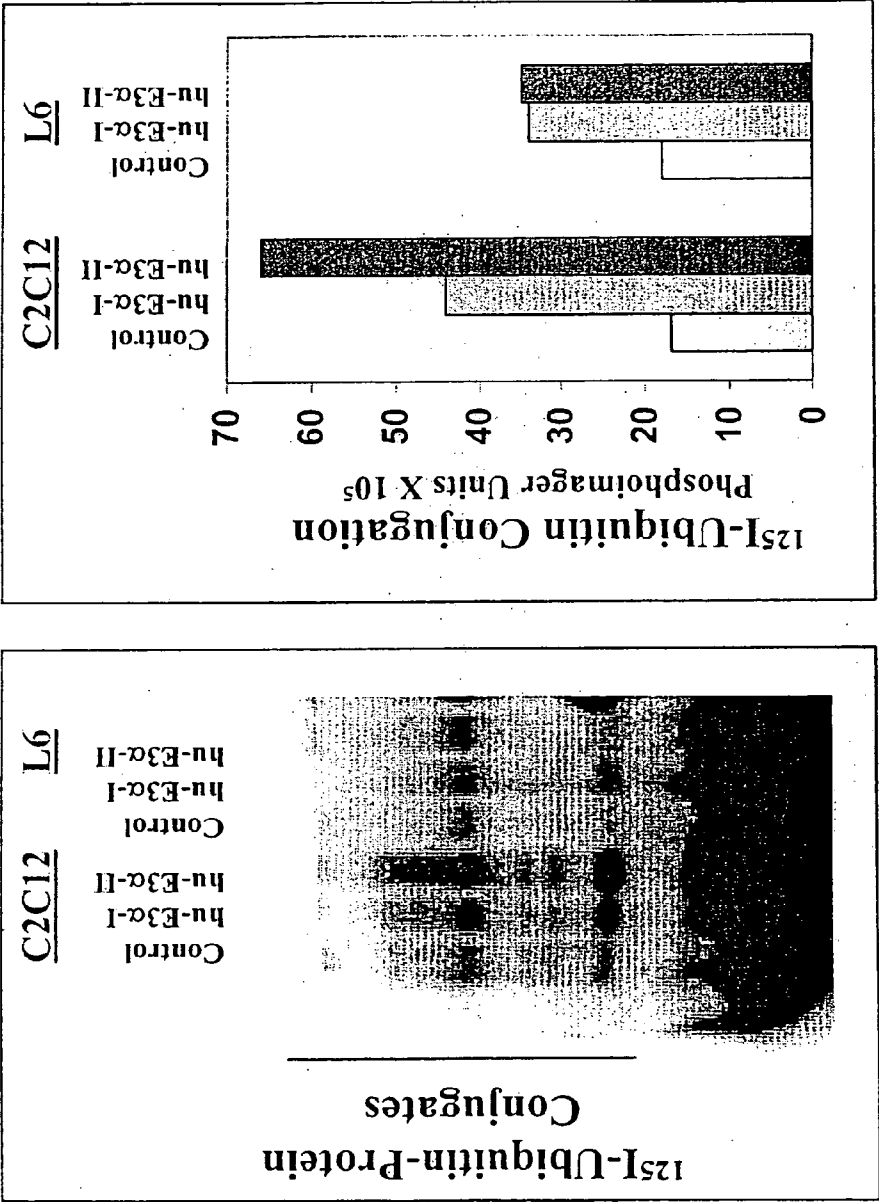 ¹²⁵I-Ubiquitin-Protein
Conjugates
C2C12
Control
hu-E3α-I
hu-E3α-II
L6
Control
hu-E3α-I
hu-E3α-II
¹²⁵I-Ubiquitin Conjugation
Phosphoimager Units X 10⁵
70
60
50
40
30
20
10
0
C2C12
Control
hu-E3α-I
hu-E3α-II
L6
Control
hu-E3α-I
hu-E3α-II